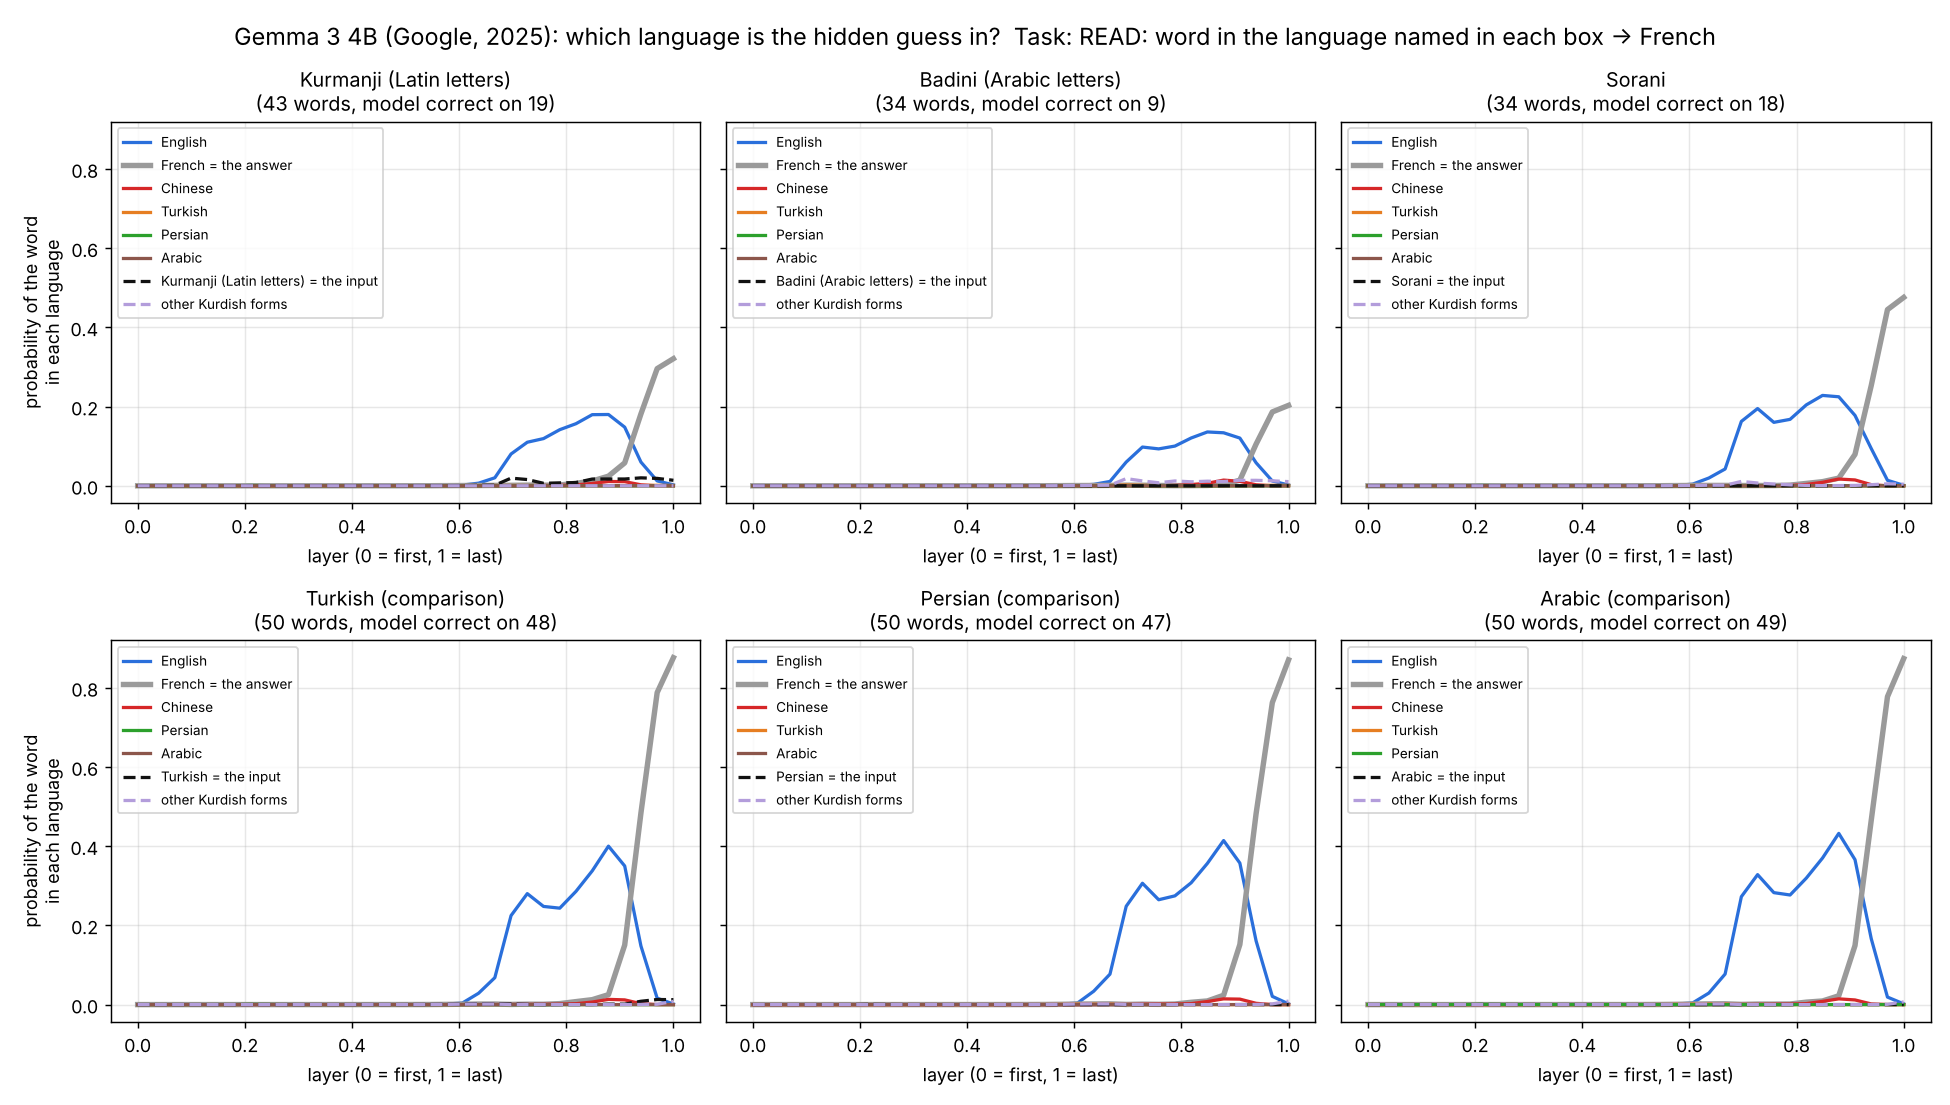 Gemma 3 4B (Google, 2025): which language is the hidden guess in?  Task: READ: word in the language named in each box → French
Kurmanji (Latin letters)
(43 words, model correct on 19)
probability of the word
in each language
0.8
0.6
0.4
0.2
0.0
English
French = the answer
Chinese
Turkish
Persian
Arabic
Kurmanji (Latin letters) = the input
other Kurdish forms
0.0 0.2 0.4 0.6 0.8 1.0
layer (0 = first, 1 = last)
Badini (Arabic letters)
(34 words, model correct on 9)
English
French = the answer
Chinese
Turkish
Persian
Arabic
Badini (Arabic letters) = the input
other Kurdish forms
0.0 0.2 0.4 0.6 0.8 1.0
layer (0 = first, 1 = last)
Sorani
(34 words, model correct on 18)
English
French = the answer
Chinese
Turkish
Persian
Arabic
Sorani = the input
other Kurdish forms
0.0 0.2 0.4 0.6 0.8 1.0
layer (0 = first, 1 = last)
Turkish (comparison)
(50 words, model correct on 48)
probability of the word
in each language
0.8
0.6
0.4
0.2
0.0
English
French = the answer
Chinese
Persian
Arabic
Turkish = the input
other Kurdish forms
0.0 0.2 0.4 0.6 0.8 1.0
layer (0 = first, 1 = last)
Persian (comparison)
(50 words, model correct on 47)
English
French = the answer
Chinese
Turkish
Arabic
Persian = the input
other Kurdish forms
0.0 0.2 0.4 0.6 0.8 1.0
layer (0 = first, 1 = last)
Arabic (comparison)
(50 words, model correct on 49)
English
French = the answer
Chinese
Turkish
Persian
Arabic = the input
other Kurdish forms
0.0 0.2 0.4 0.6 0.8 1.0
layer (0 = first, 1 = last)